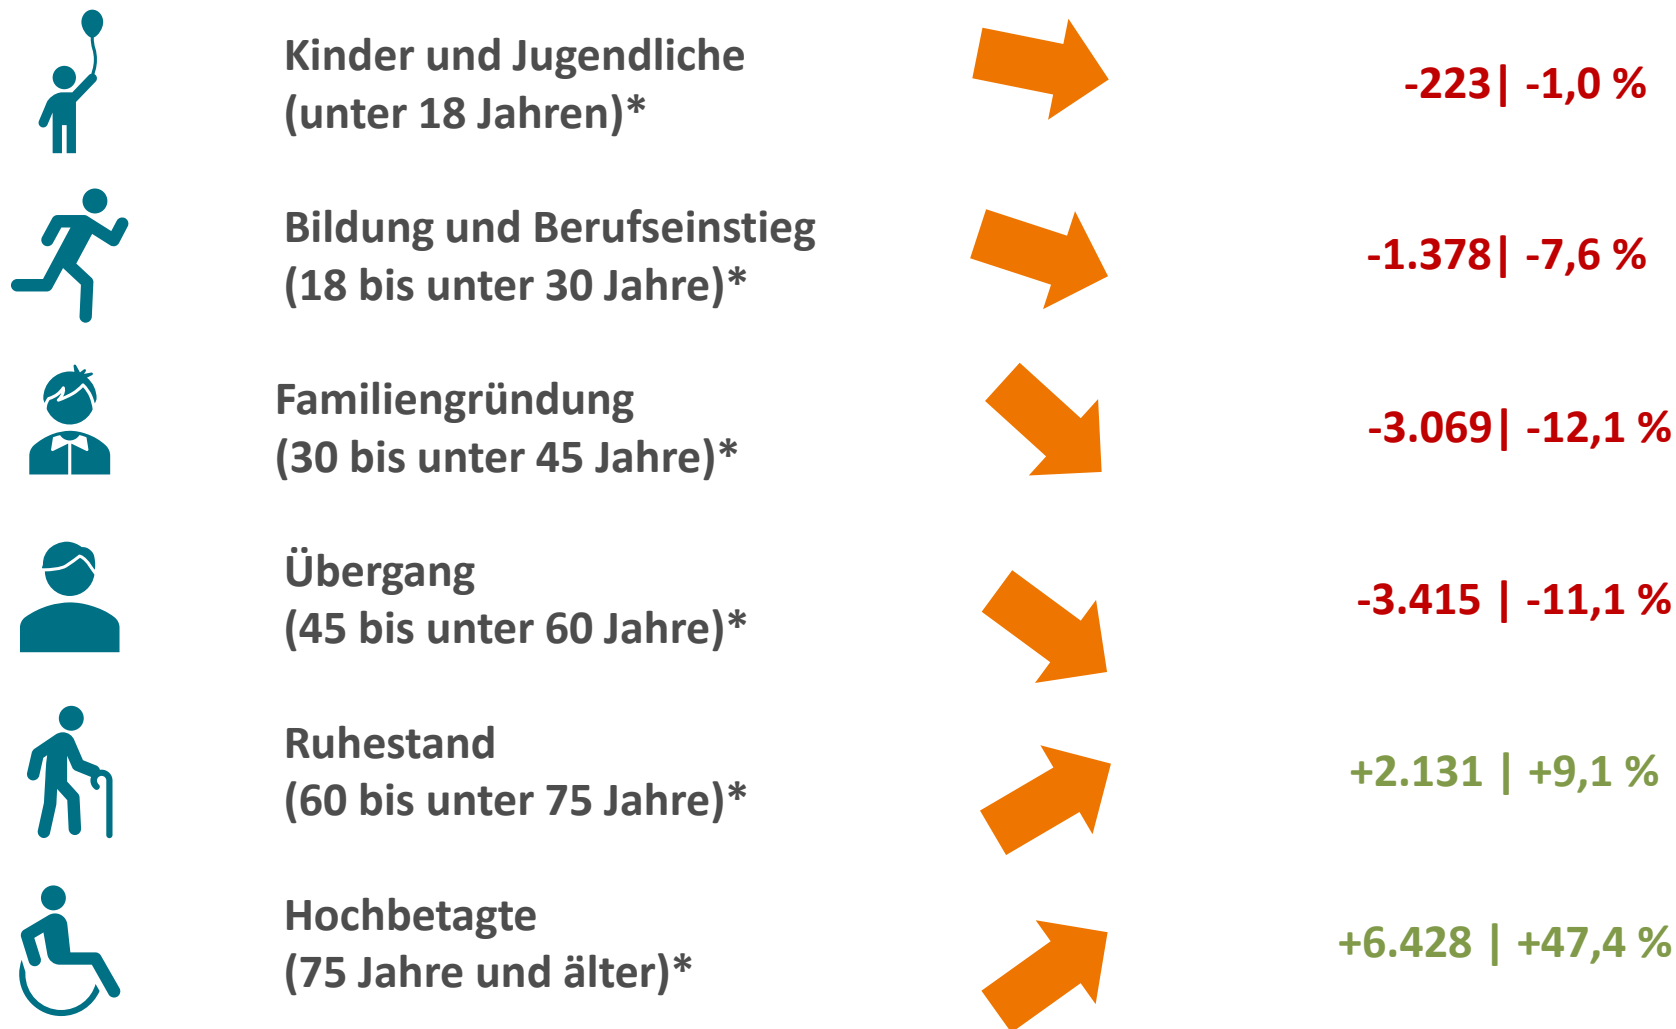 Kinder und Jugendliche
(unter 18 Jahren)*
-223| -1,0 %
Bildung und Berufseinstieg
(18 bis unter 30 Jahre)*
-1.378| -7,6 %
Familiengründung
(30 bis unter 45 Jahre)*
-3.069| -12,1 %
Übergang
(45 bis unter 60 Jahre)*
-3.415 | -11,1 %
Ruhestand
(60 bis unter 75 Jahre)*
+2.131 | +9,1 %
Hochbetagte
(75 Jahre und älter)*
+6.428 | +47,4 %